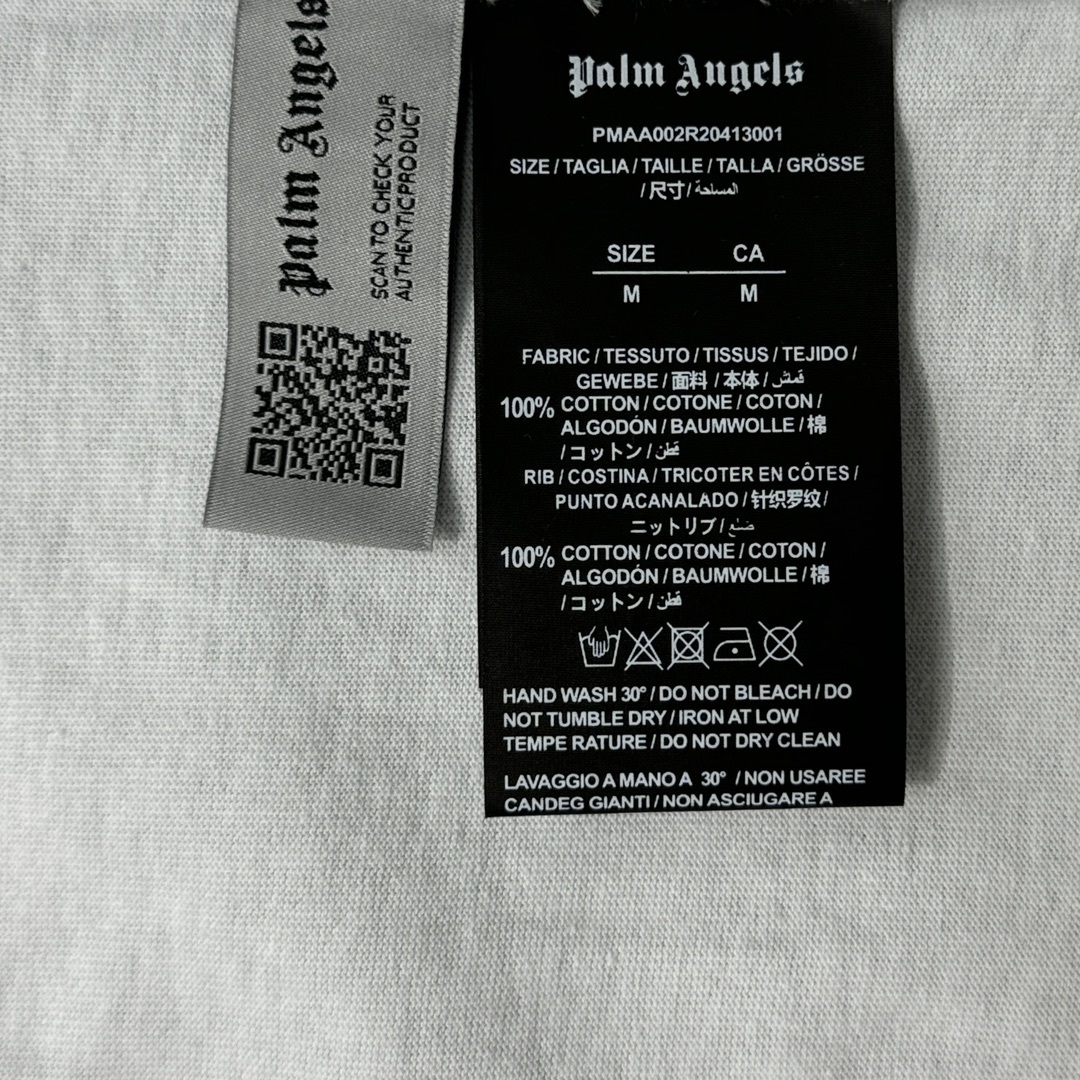 Palm Angels
SCAN TO CHECK YOUR
AUTHENTICPRODUCT
Palm Angels
PMAA002R20413001
SIZE / TAGLIA / TAILLE / TALLA / GRÖSSE
/ 尺寸 / المسلحة
SIZE CA
M M
FABRIC / TESSUTO / TISSUS / TEJIDO /
GEWEBE / 面料 / 本体 / قماش
100% COTTON / COTONE / COTON /
ALGODÓN / BAUMWOLLE / 棉
/ コットン / قطن
RIB / COSTINA / TRICOTER EN CÔTES /
PUNTO ACANALADO / 针织罗纹 /
ニットリブ / ضلع
100% COTTON / COTONE / COTON /
ALGODÓN / BAUMWOLLE / 棉
/ コットン / قطن
HAND WASH 30° / DO NOT BLEACH / DO
NOT TUMBLE DRY / IRON AT LOW
TEMPE RATURE / DO NOT DRY CLEAN
LAVAGGIO A MANO A 30° / NON USAREE
CANDEG GIANTI / NON ASCIUGARE A